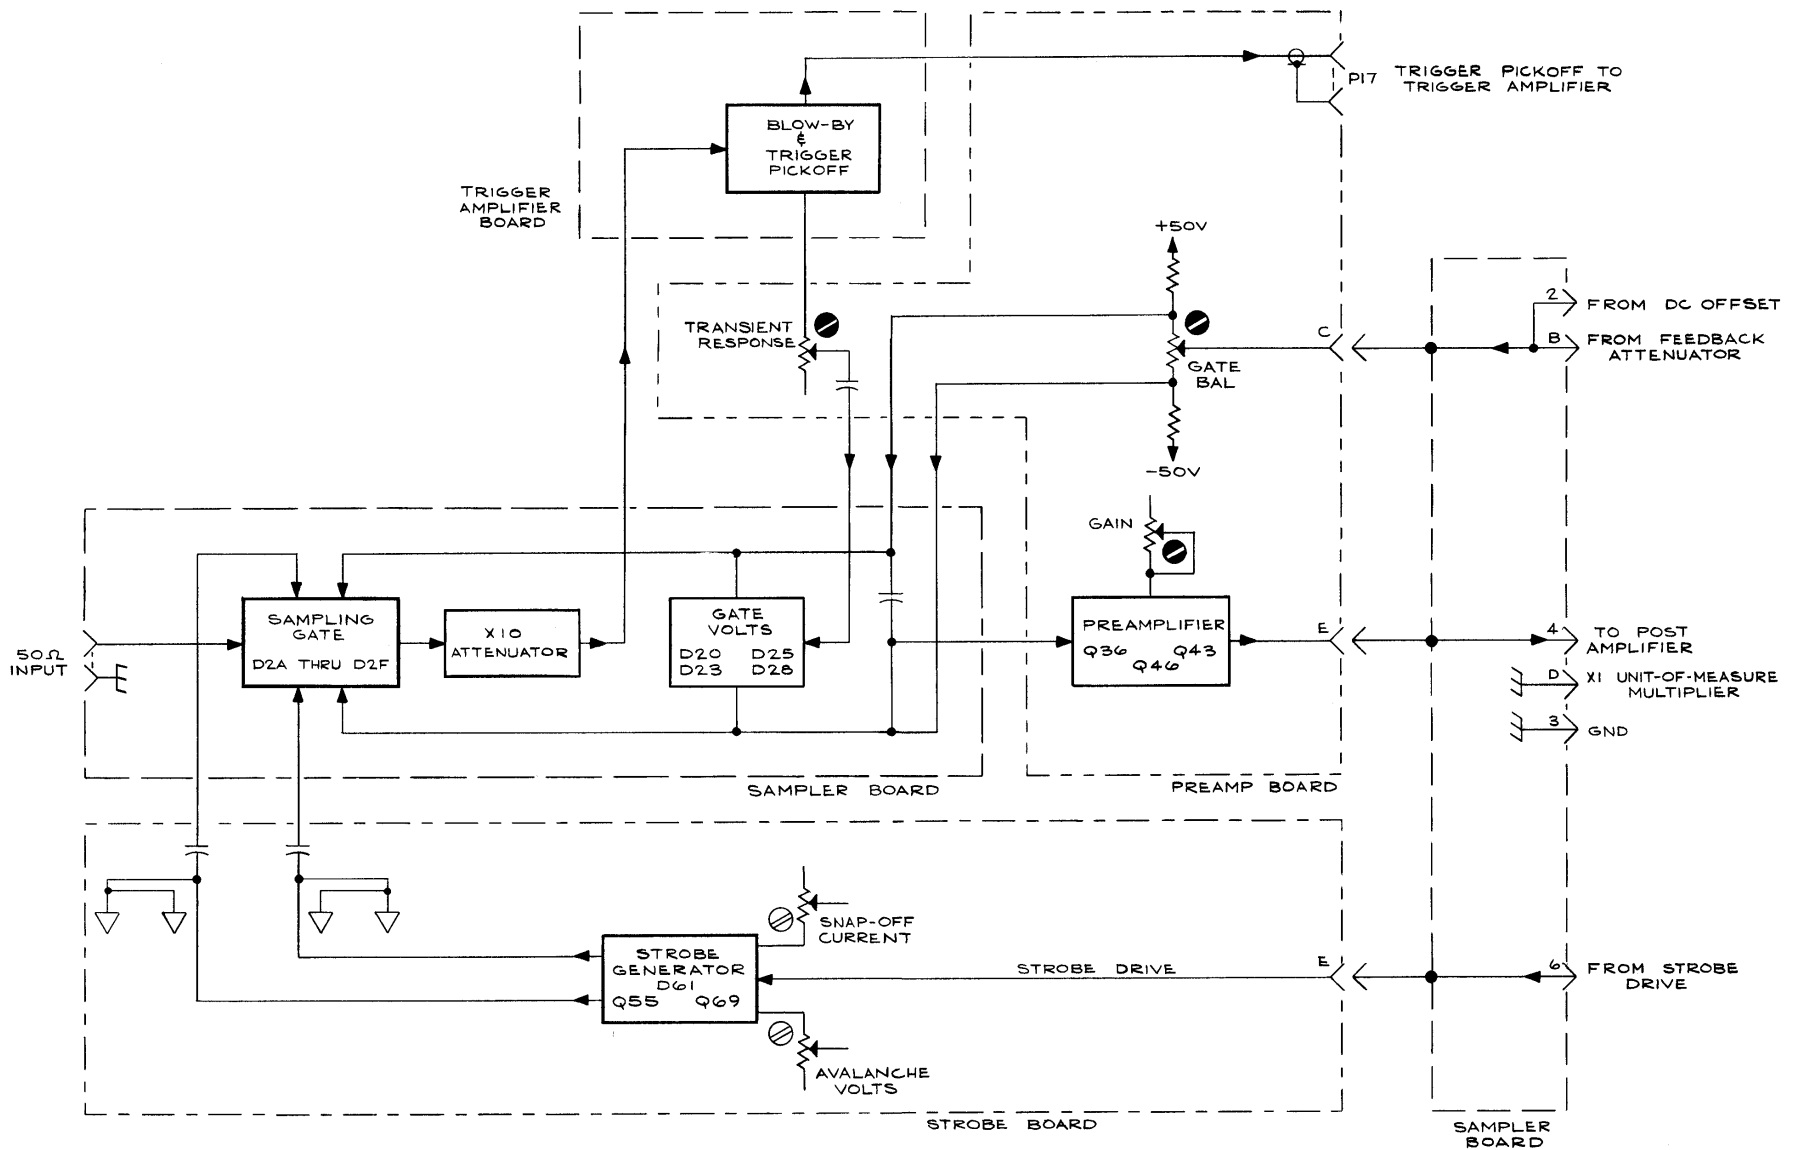 P17
TRIGGER PICKOFF TO
TRIGGER AMPLIFIER
BLOW-BY
&
TRIGGER
PICKOFF
TRIGGER
AMPLIFIER
BOARD
+50V
2
FROM DC OFFSET
TRANSIENT
RESPONSE
C
B
FROM FEEDBACK
ATTENUATOR
GATE
BAL
-50V
GAIN
SAMPLING
GATE
D2A THRU D2F
X10
ATTENUATOR
GATE
VOLTS
D20 D25
D23 D28
PREAMPLIFIER
Q36 Q43
Q46
E
4
TO POST
AMPLIFIER
50Ω
INPUT
D
X1 UNIT-OF-MEASURE
MULTIPLIER
3
GND
SAMPLER BOARD
PREAMP BOARD
SNAP-OFF
CURRENT
STROBE
GENERATOR
D61
Q55 Q69
STROBE DRIVE
E
6
FROM STROBE
DRIVE
AVALANCHE
VOLTS
STROBE BOARD
SAMPLER
BOARD